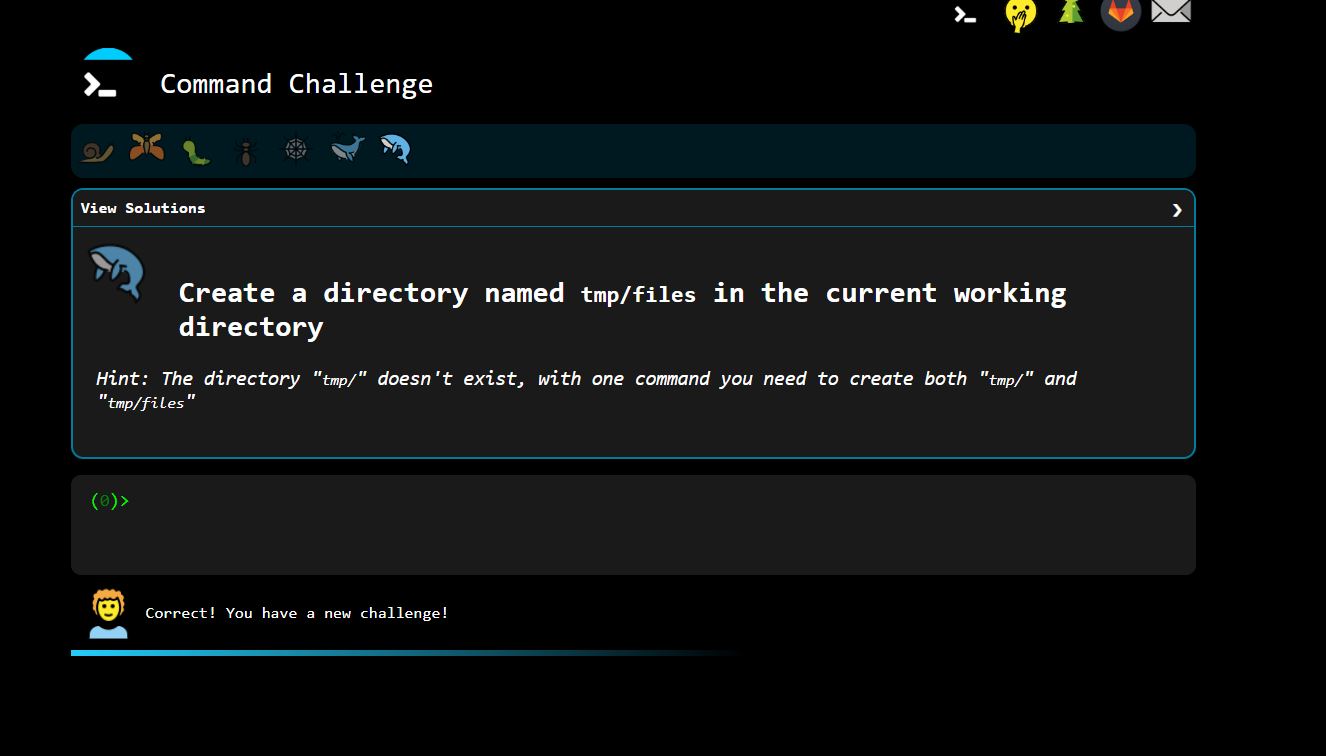 Command Challenge
View Solutions
Create a directory named tmp/files in the current working
directory
Hint: The directory "tmp/" doesn't exist, with one command you need to create both "tmp/" and
"tmp/files"
(0)>
Correct! You have a new challenge!